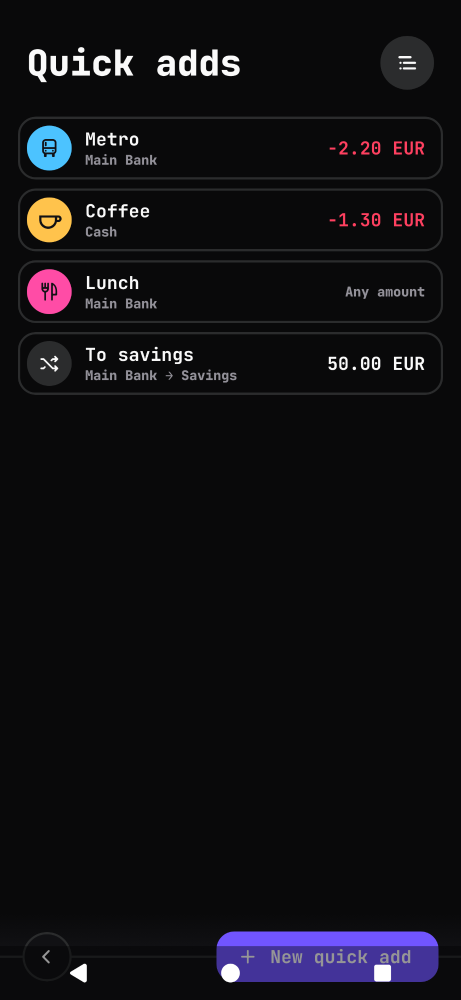 Quick adds
Metro
Main Bank
-2.20 EUR
Coffee
Cash
-1.30 EUR
Lunch
Main Bank
Any amount
To savings
Main Bank → Savings
50.00 EUR
+ New quick add